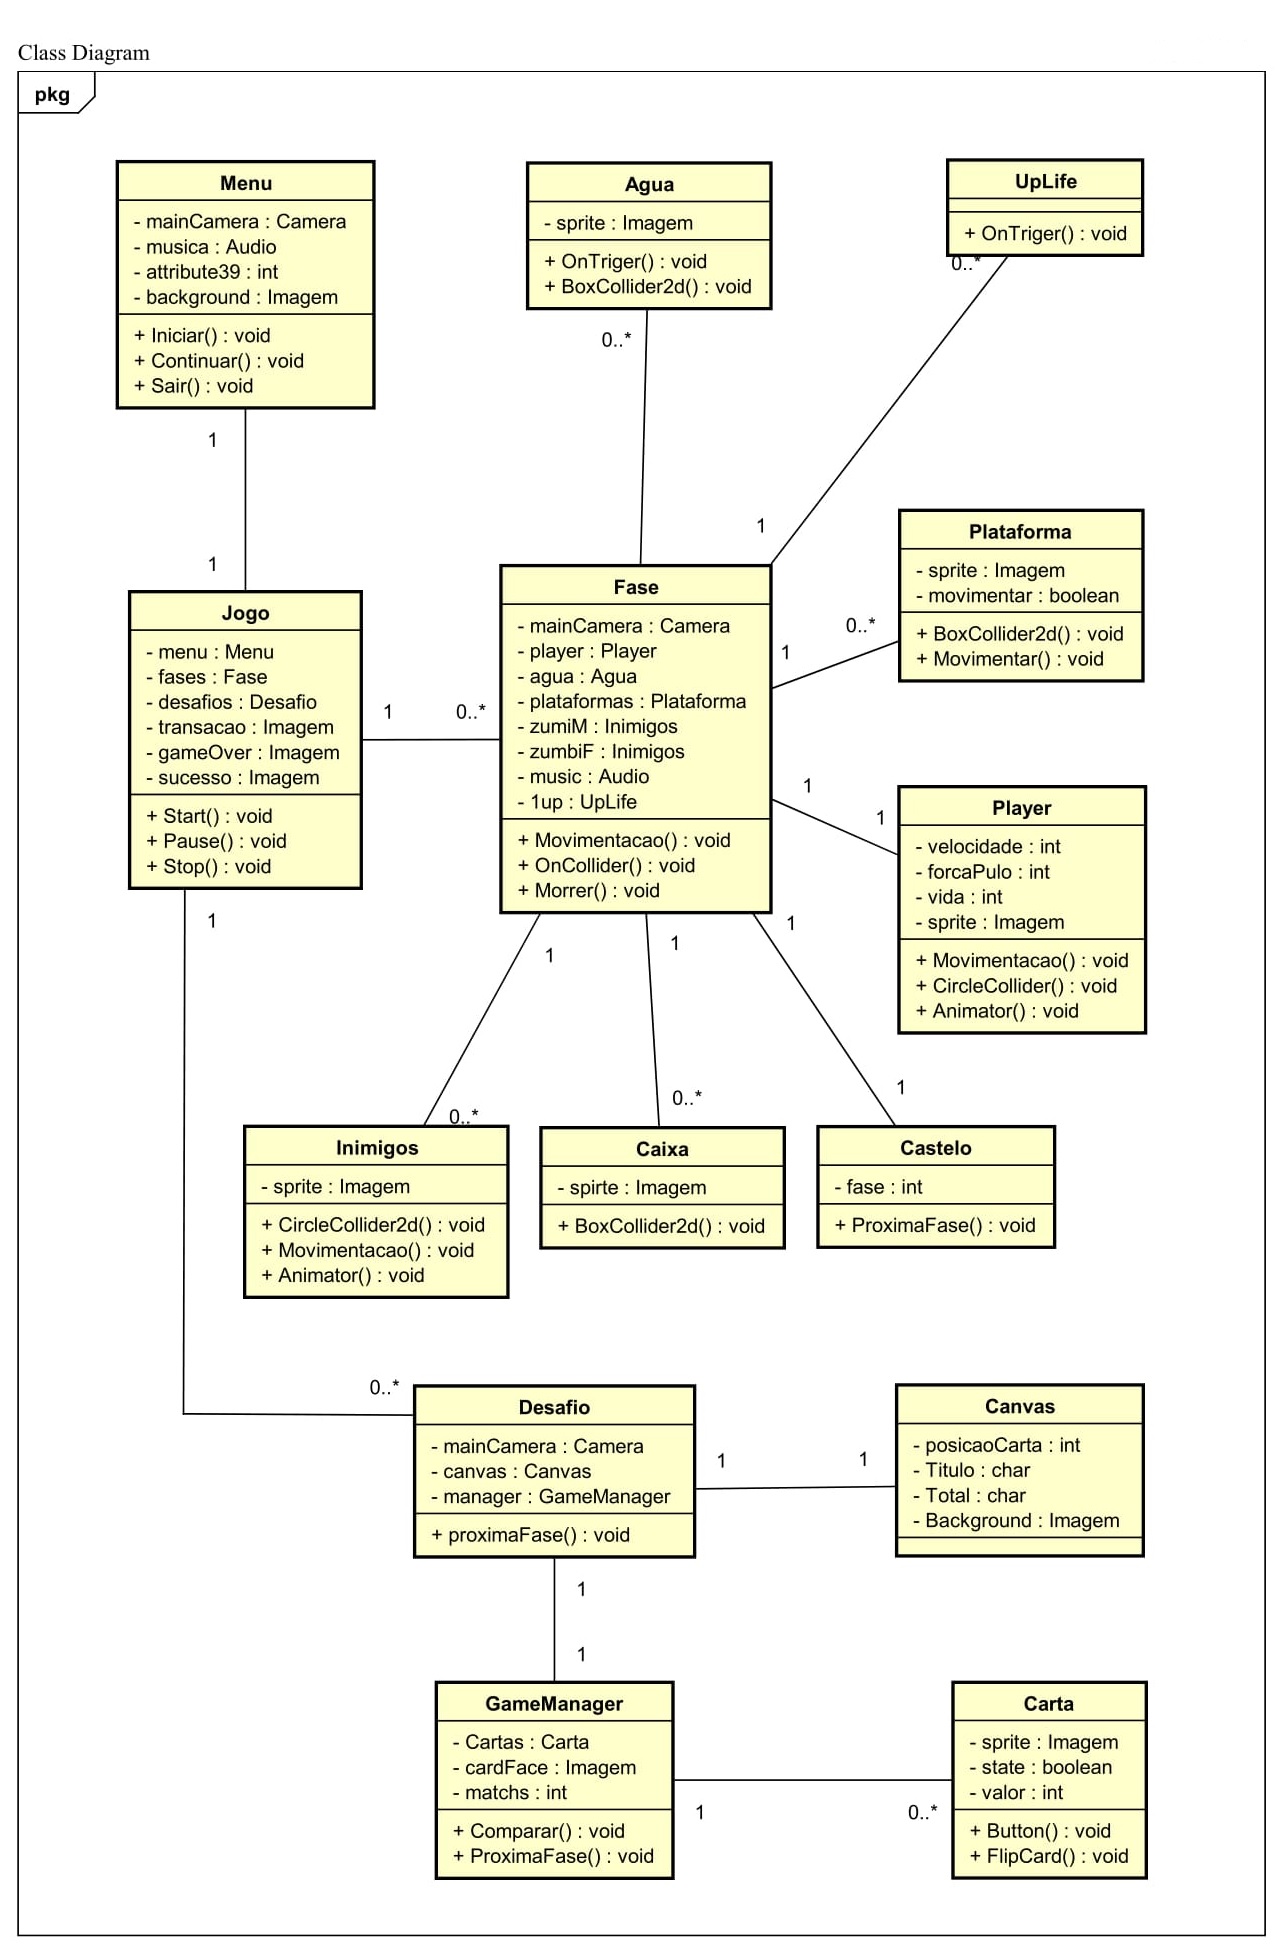 Class Diagram
pkg
Menu
- mainCamera : Camera
- musica : Audio
- attribute39 : int
- background : Imagem
+ Iniciar() : void
+ Continuar() : void
+ Sair() : void
Agua
- sprite : Imagem
+ OnTriger() : void
+ BoxCollider2d() : void
UpLife
+ OnTriger() : void
0..*
0..*
1
1
1
Plataforma
- sprite : Imagem
- movimentar : boolean
+ BoxCollider2d() : void
+ Movimentar() : void
Jogo
- menu : Menu
- fases : Fase
- desafios : Desafio
- transacao : Imagem
- gameOver : Imagem
- sucesso : Imagem
+ Start() : void
+ Pause() : void
+ Stop() : void
1
0..*
Fase
- mainCamera : Camera
- player : Player
- agua : Agua
- plataformas : Plataforma
- zumiM : Inimigos
- zumbiF : Inimigos
- music : Audio
- 1up : UpLife
+ Movimentacao() : void
+ OnCollider() : void
+ Morrer() : void
1
0..*
1
1
Player
- velocidade : int
- forcaPulo : int
- vida : int
- sprite : Imagem
+ Movimentacao() : void
+ CircleCollider() : void
+ Animator() : void
1
1
1
1
0..*
0..*
1
Inimigos
- sprite : Imagem
+ CircleCollider2d() : void
+ Movimentacao() : void
+ Animator() : void
Caixa
- spirte : Imagem
+ BoxCollider2d() : void
Castelo
- fase : int
+ ProximaFase() : void
0..*
Desafio
- mainCamera : Camera
- canvas : Canvas
- manager : GameManager
+ proximaFase() : void
1
1
Canvas
- posicaoCarta : int
- Titulo : char
- Total : char
- Background : Imagem
1
1
GameManager
- Cartas : Carta
- cardFace : Imagem
- matchs : int
+ Comparar() : void
+ ProximaFase() : void
1
0..*
Carta
- sprite : Imagem
- state : boolean
- valor : int
+ Button() : void
+ FlipCard() : void